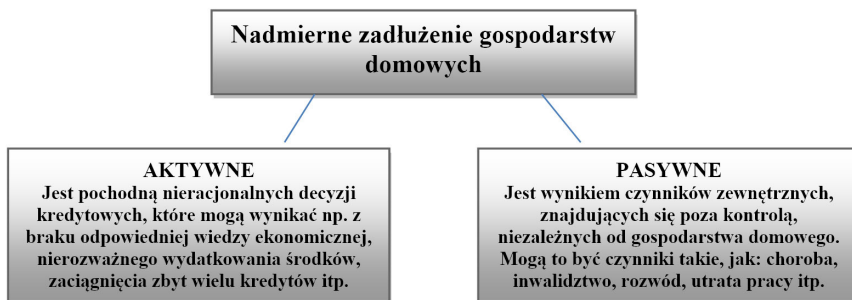 Nadmierne zadłużenie gospodarstw
domowych
AKTYWNE
Jest pochodną nieracjonalnych decyzji
kredytowych, które mogą wynikać np. z
braku odpowiedniej wiedzy ekonomicznej,
nierozważnego wydatkowania środków,
zaciągnięcia zbyt wielu kredytów itp.
PASYWNE
Jest wynikiem czynników zewnętrznych,
znajdujących się poza kontrolą,
niezależnych od gospodarstwa domowego.
Mogą to być czynniki takie, jak: choroba,
inwalidztwo, rozwód, utrata pracy itp.